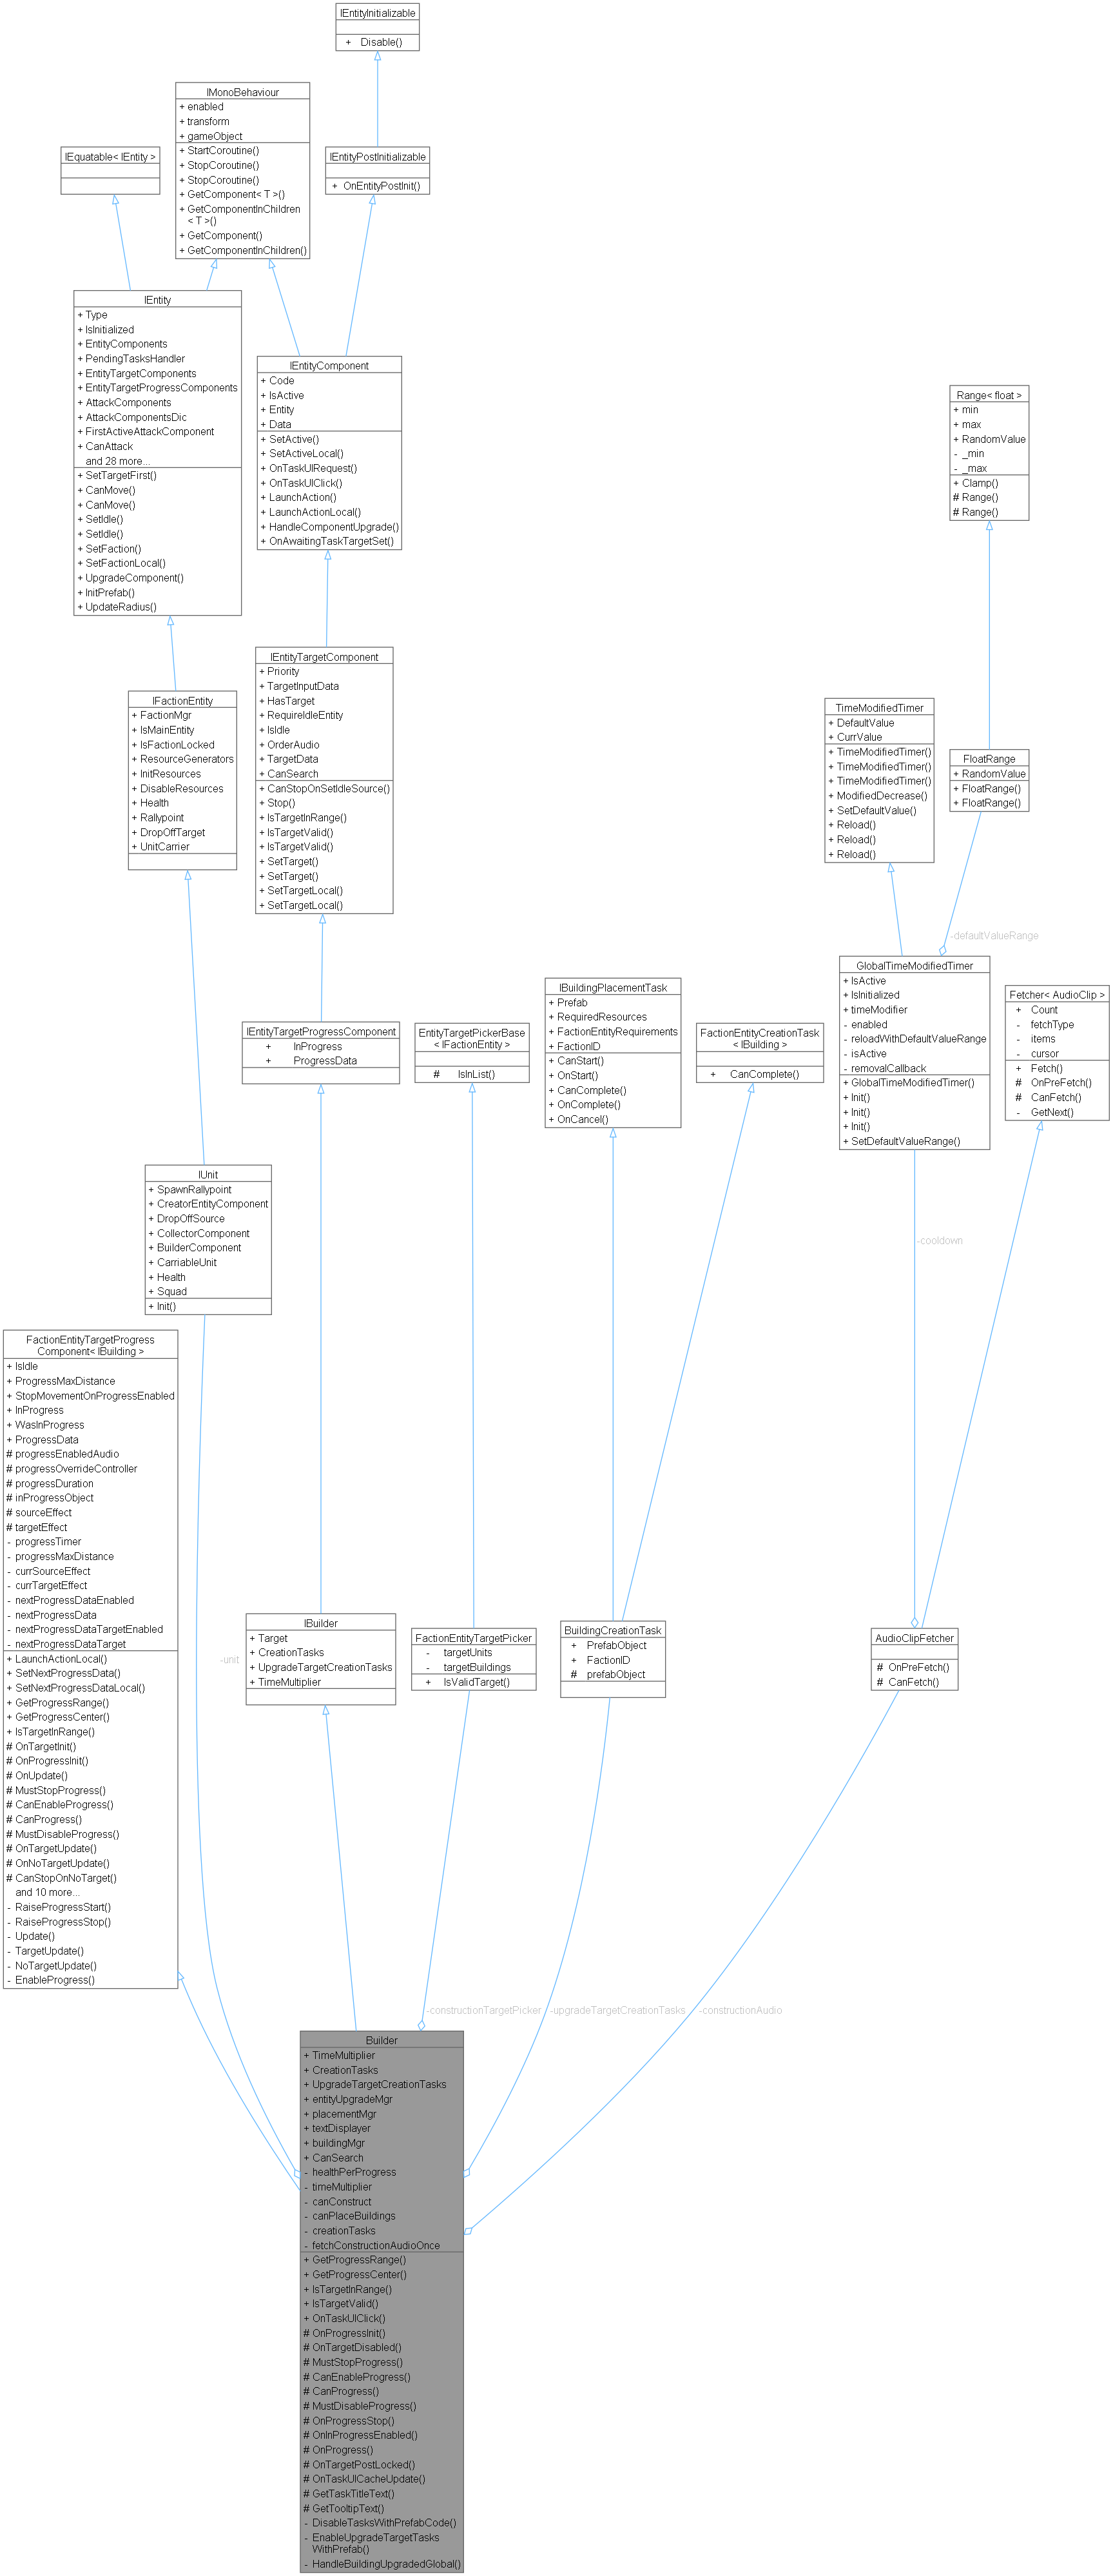 IEntityInitializable
+ Disable()
IMonoBehaviour
+ enabled
+ transform
+ gameObject
+ StartCoroutine()
+ StopCoroutine()
+ StopCoroutine()
+ GetComponent< T >()
+ GetComponentInChildren
< T >()
+ GetComponent()
+ GetComponentInChildren()
IEquatable< IEntity >
IEntityPostInitializable
+ OnEntityPostInit()
IEntity
+ Type
+ IsInitialized
+ EntityComponents
+ PendingTasksHandler
+ EntityTargetComponents
+ EntityTargetProgressComponents
+ AttackComponents
+ AttackComponentsDic
+ FirstActiveAttackComponent
+ CanAttack
and 28 more...
+ SetTargetFirst()
+ CanMove()
+ CanMove()
+ SetIdle()
+ SetIdle()
+ SetFaction()
+ SetFactionLocal()
+ UpgradeComponent()
+ InitPrefab()
+ UpdateRadius()
IEntityComponent
+ Code
+ IsActive
+ Entity
+ Data
+ SetActive()
+ SetActiveLocal()
+ OnTaskUIRequest()
+ OnTaskUIClick()
+ LaunchAction()
+ LaunchActionLocal()
+ HandleComponentUpgrade()
+ OnAwaitingTaskTargetSet()
Range< float >
+ min
+ max
+ RandomValue
- _min
- _max
+ Clamp()
# Range()
# Range()
IEntityTargetComponent
+ Priority
+ TargetInputData
+ HasTarget
+ RequireIdleEntity
+ IsIdle
+ OrderAudio
+ TargetData
+ CanSearch
+ CanStopOnSetIdleSource()
+ Stop()
+ IsTargetInRange()
+ IsTargetValid()
+ IsTargetValid()
+ SetTarget()
+ SetTarget()
+ SetTargetLocal()
+ SetTargetLocal()
IFactionEntity
+ FactionMgr
+ IsMainEntity
+ IsFactionLocked
+ ResourceGenerators
+ InitResources
+ DisableResources
+ Health
+ Rallypoint
+ DropOffTarget
+ UnitCarrier
TimeModifiedTimer
+ DefaultValue
+ CurrValue
+ TimeModifiedTimer()
+ TimeModifiedTimer()
+ TimeModifiedTimer()
+ ModifiedDecrease()
+ SetDefaultValue()
+ Reload()
+ Reload()
+ Reload()
FloatRange
+ RandomValue
+ FloatRange()
+ FloatRange()
-defaultValueRange
GlobalTimeModifiedTimer
+ IsActive
+ IsInitialized
+ timeModifier
- enabled
- reloadWithDefaultValueRange
- isActive
- removalCallback
+ GlobalTimeModifiedTimer()
+ Init()
+ Init()
+ Init()
+ SetDefaultValueRange()
IBuildingPlacementTask
+ Prefab
+ RequiredResources
+ FactionEntityRequirements
+ FactionID
+ CanStart()
+ OnStart()
+ CanComplete()
+ OnComplete()
+ OnCancel()
Fetcher< AudioClip >
+ Count
- fetchType
- items
- cursor
+ Fetch()
# OnPreFetch()
# CanFetch()
- GetNext()
IEntityTargetProgressComponent
+ InProgress
+ ProgressData
EntityTargetPickerBase
< IFactionEntity >
# IsInList()
FactionEntityCreationTask
< IBuilding >
+ CanComplete()
IUnit
+ SpawnRallypoint
+ CreatorEntityComponent
+ DropOffSource
+ CollectorComponent
+ BuilderComponent
+ CarriableUnit
+ Health
+ Squad
+ Init()
-cooldown
FactionEntityTargetProgress
Component< IBuilding >
+ IsIdle
+ ProgressMaxDistance
+ StopMovementOnProgressEnabled
+ InProgress
+ WasInProgress
+ ProgressData
# progressEnabledAudio
# progressOverrideController
# progressDuration
# inProgressObject
# sourceEffect
# targetEffect
- progressTimer
- progressMaxDistance
- currSourceEffect
- currTargetEffect
- nextProgressDataEnabled
- nextProgressData
- nextProgressDataTargetEnabled
- nextProgressDataTarget
+ LaunchActionLocal()
+ SetNextProgressData()
+ SetNextProgressDataLocal()
+ GetProgressRange()
+ GetProgressCenter()
+ IsTargetInRange()
# OnTargetInit()
# OnProgressInit()
# OnUpdate()
# MustStopProgress()
# CanEnableProgress()
# CanProgress()
# MustDisableProgress()
# OnTargetUpdate()
# OnNoTargetUpdate()
# CanStopOnNoTarget()
and 10 more...
- RaiseProgressStart()
- RaiseProgressStop()
- Update()
- TargetUpdate()
- NoTargetUpdate()
- EnableProgress()
-unit
IBuilder
+ Target
+ CreationTasks
+ UpgradeTargetCreationTasks
+ TimeMultiplier
FactionEntityTargetPicker
- targetUnits
- targetBuildings
+ IsValidTarget()
BuildingCreationTask
+ PrefabObject
+ FactionID
# prefabObject
AudioClipFetcher
# OnPreFetch()
# CanFetch()
-constructionTargetPicker
-upgradeTargetCreationTasks
-constructionAudio
Builder
+ TimeMultiplier
+ CreationTasks
+ UpgradeTargetCreationTasks
+ entityUpgradeMgr
+ placementMgr
+ textDisplayer
+ buildingMgr
+ CanSearch
- healthPerProgress
- timeMultiplier
- canConstruct
- canPlaceBuildings
- creationTasks
- fetchConstructionAudioOnce
+ GetProgressRange()
+ GetProgressCenter()
+ IsTargetInRange()
+ IsTargetValid()
+ OnTaskUIClick()
# OnProgressInit()
# OnTargetDisabled()
# MustStopProgress()
# CanEnableProgress()
# CanProgress()
# MustDisableProgress()
# OnProgressStop()
# OnInProgressEnabled()
# OnProgress()
# OnTargetPostLocked()
# OnTaskUICacheUpdate()
# GetTaskTitleText()
# GetTooltipText()
- DisableTasksWithPrefabCode()
- EnableUpgradeTargetTasks
WithPrefab()
- HandleBuildingUpgradedGlobal()